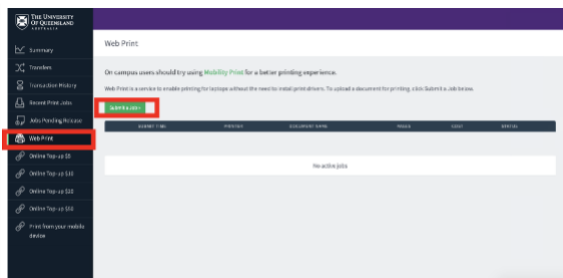 THE UNIVERSITY
OF QUEENSLAND
AUSTRALIA
Summary
Transfers
Transaction History
Recent Print Jobs
Jobs Pending Release
Web Print
Online Top-up $5
Online Top-up $10
Online Top-up $20
Online Top-up $50
Print from your mobile
device
Web Print
On campus users should try using Mobility Print for a better printing experience.
Web Print is a service to enable printing for laptops without the need to install print drivers. To upload a document for printing, click Submit a Job below.
Submit a Job »
SUBMIT TIME PRINTER DOCUMENT NAME PAGES COST STATUS
No active jobs